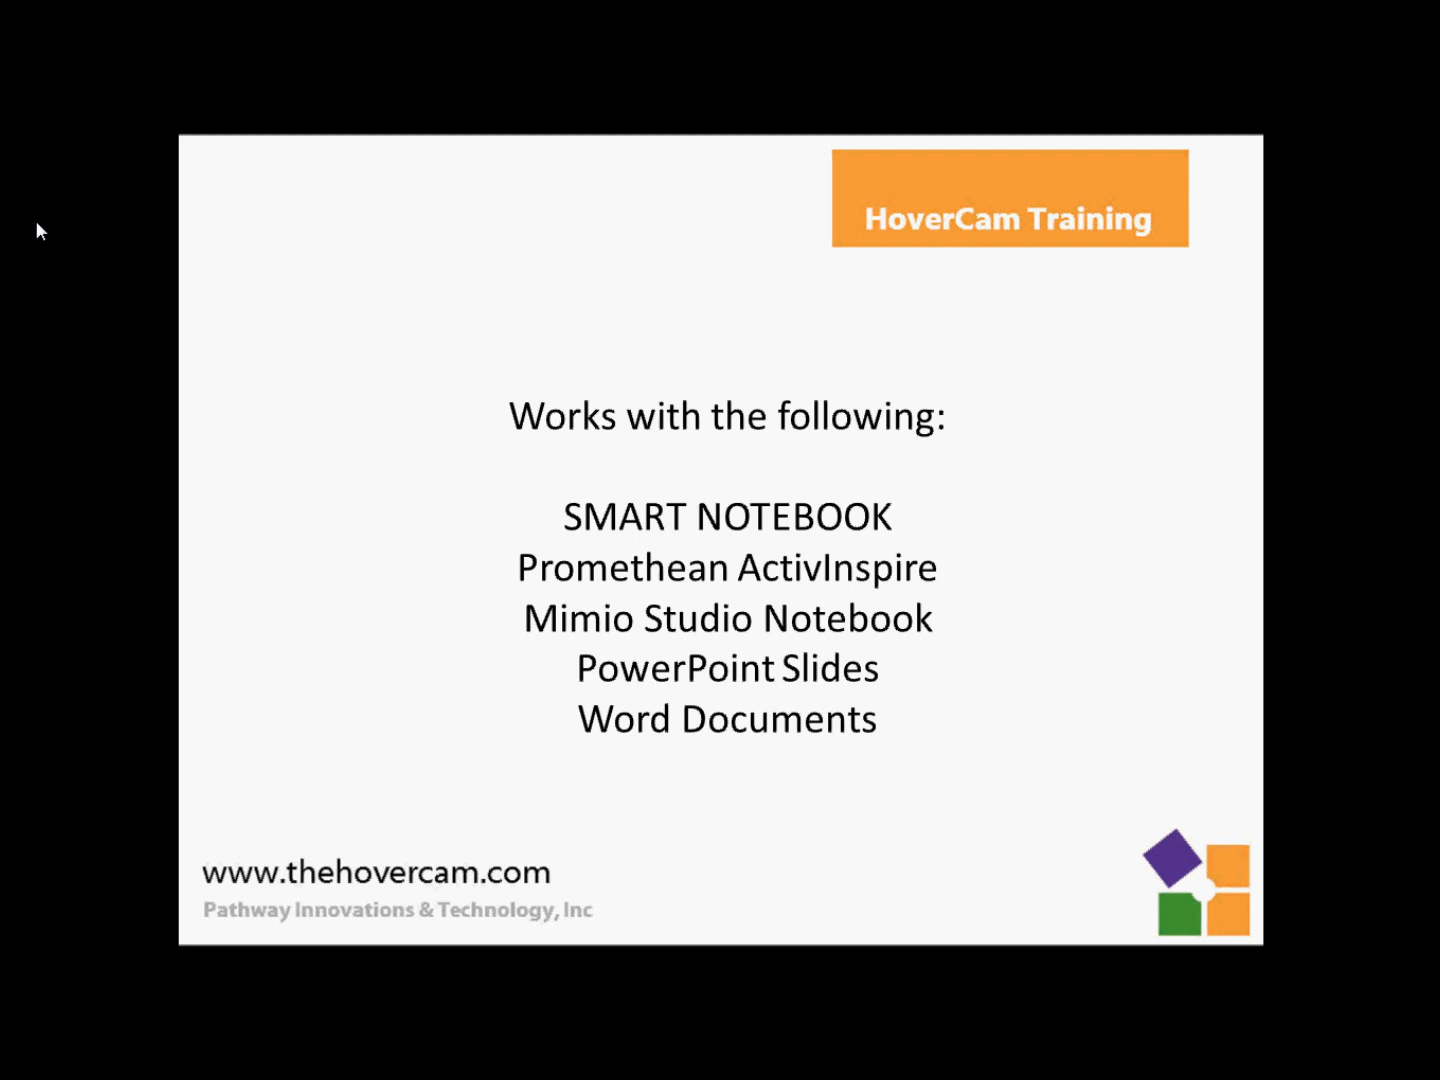 HoverCam Training
Works with the following:
SMART NOTEBOOK
Promethean ActivInspire
Mimio Studio Notebook
PowerPoint Slides
Word Documents
www.thehovercam.com
Pathway Innovations & Technology, Inc